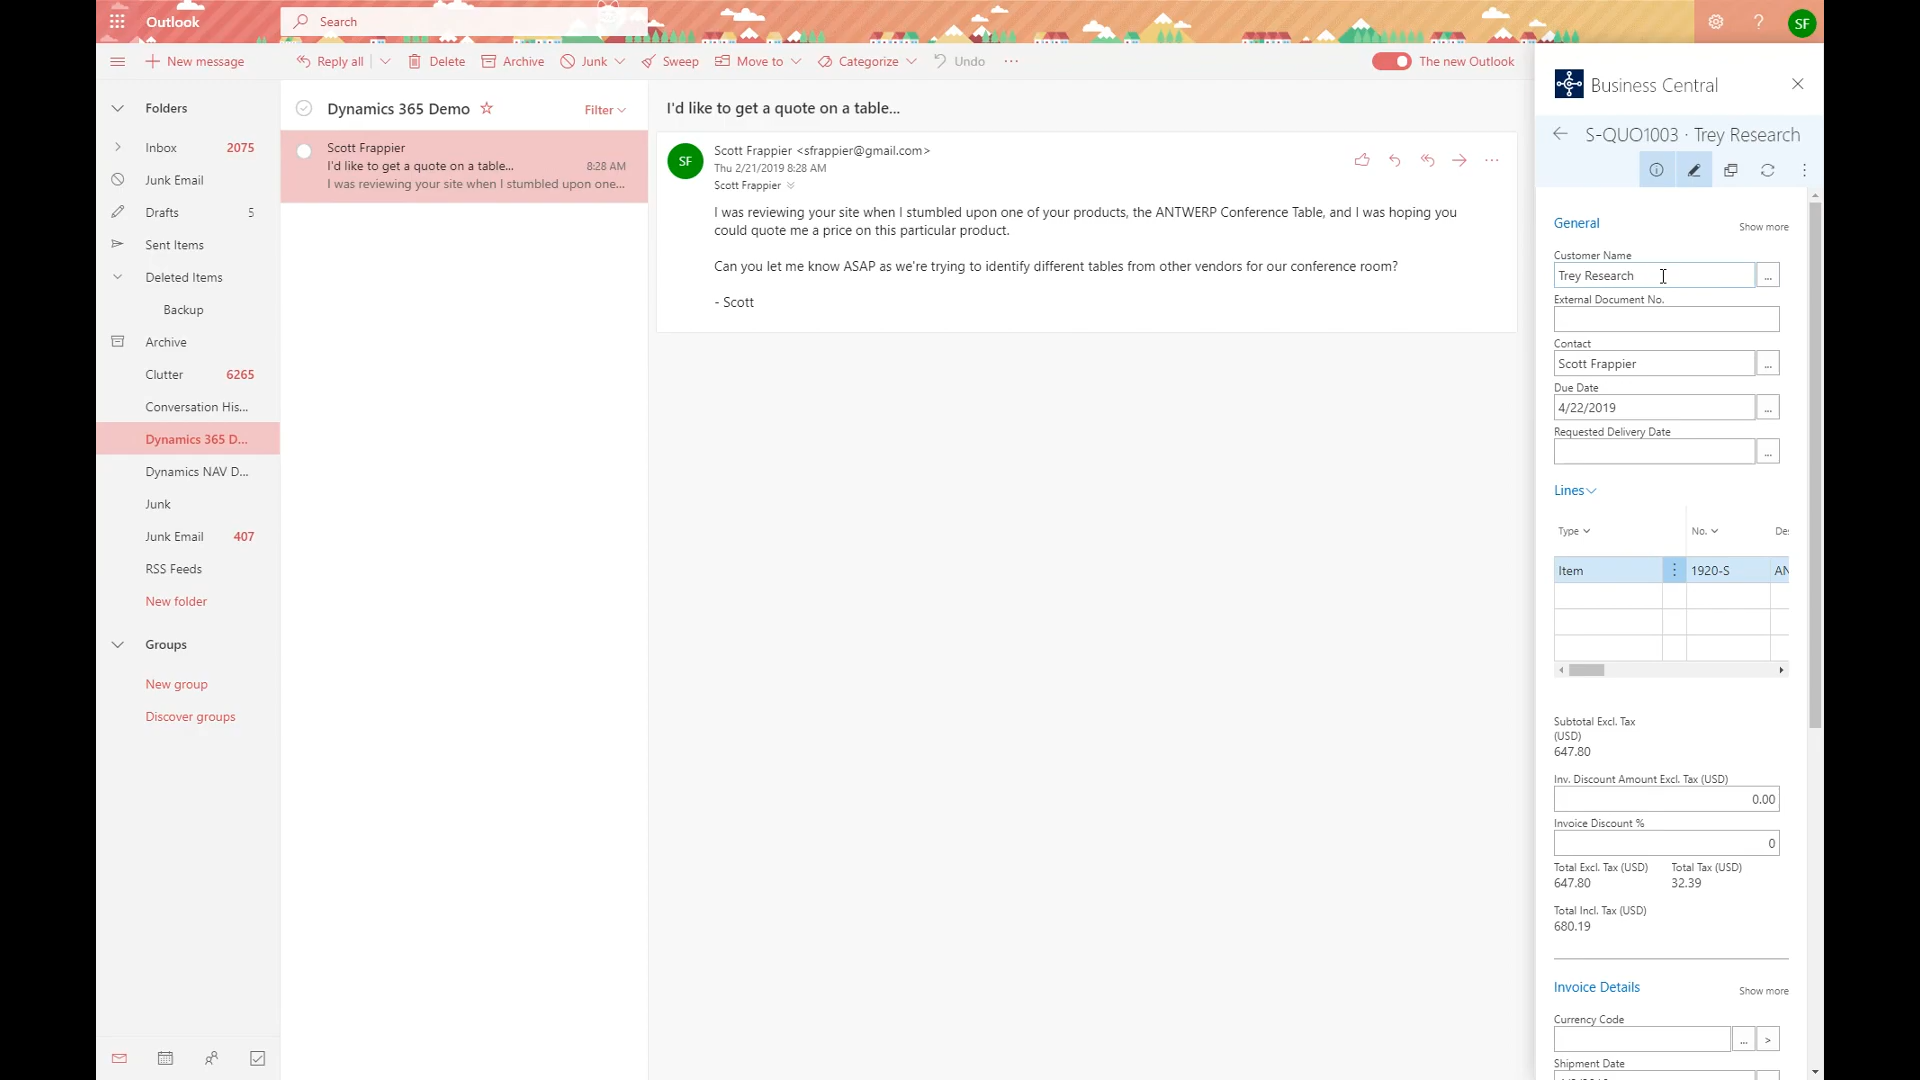 Outlook
Search
SF
New message
Reply all
Delete
Archive
Junk
Sweep
Move to
Categorize
Undo
The new Outlook
Folders
Inbox 2075
Junk Email
Drafts 5
Sent Items
Deleted Items
Backup
Archive
Clutter 6265
Conversation His...
Dynamics 365 D...
Dynamics NAV D...
Junk
Junk Email 407
RSS Feeds
New folder
Groups
New group
Discover groups
Dynamics 365 Demo
Filter
Scott Frappier
I'd like to get a quote on a table... 8:28 AM
I was reviewing your site when I stumbled upon one...
I'd like to get a quote on a table...
SF
Scott Frappier <sfrappier@gmail.com>
Thu 2/21/2019 8:28 AM
Scott Frappier
I was reviewing your site when I stumbled upon one of your products, the ANTWERP Conference Table, and I was hoping you
could quote me a price on this particular product.
Can you let me know ASAP as we're trying to identify different tables from other vendors for our conference room?
- Scott
Business Central
S-QUO1003 · Trey Research
General
Show more
Customer Name
Trey Research
...
External Document No.
Contact
Scott Frappier
...
Due Date
4/22/2019
...
Requested Delivery Date
...
Lines
Type No. Des
Item 1920-S AN
Subtotal Excl. Tax
(USD)
647.80
Inv. Discount Amount Excl. Tax (USD)
0.00
Invoice Discount %
0
Total Excl. Tax (USD) Total Tax (USD)
647.80 32.39
Total Incl. Tax (USD)
680.19
Invoice Details
Show more
Currency Code
... >
Shipment Date